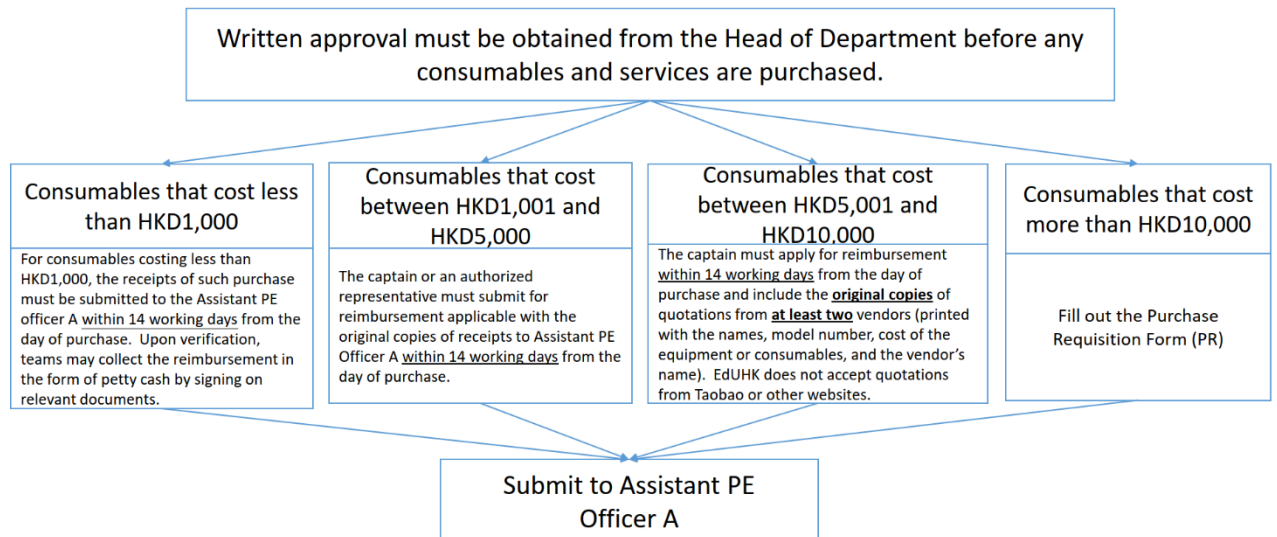 Written approval must be obtained from the Head of Department before any
consumables and services are purchased.
Consumables that cost less
than HKD1,000
For consumables costing less than
HKD1,000, the receipts of such purchase
must be submitted to the Assistant PE
officer A within 14 working days from the
day of purchase.  Upon verification,
teams may collect the reimbursement in
the form of petty cash by signing on
relevant documents.
Consumables that cost
between HKD1,001 and
HKD5,000
The captain or an authorized
representative must submit for
reimbursement applicable with the
original copies of receipts to Assistant PE
Officer A within 14 working days from the
day of purchase.
Consumables that cost
between HKD5,001 and
HKD10,000
The captain must apply for reimbursement
within 14 working days from the day of
purchase and include the original copies of
quotations from at least two vendors (printed
with the names, model number, cost of the
equipment or consumables, and the vendor's
name).  EdUHK does not accept quotations
from Taobao or other websites.
Consumables that cost
more than HKD10,000
Fill out the Purchase
Requisition Form (PR)
Submit to Assistant PE
Officer A